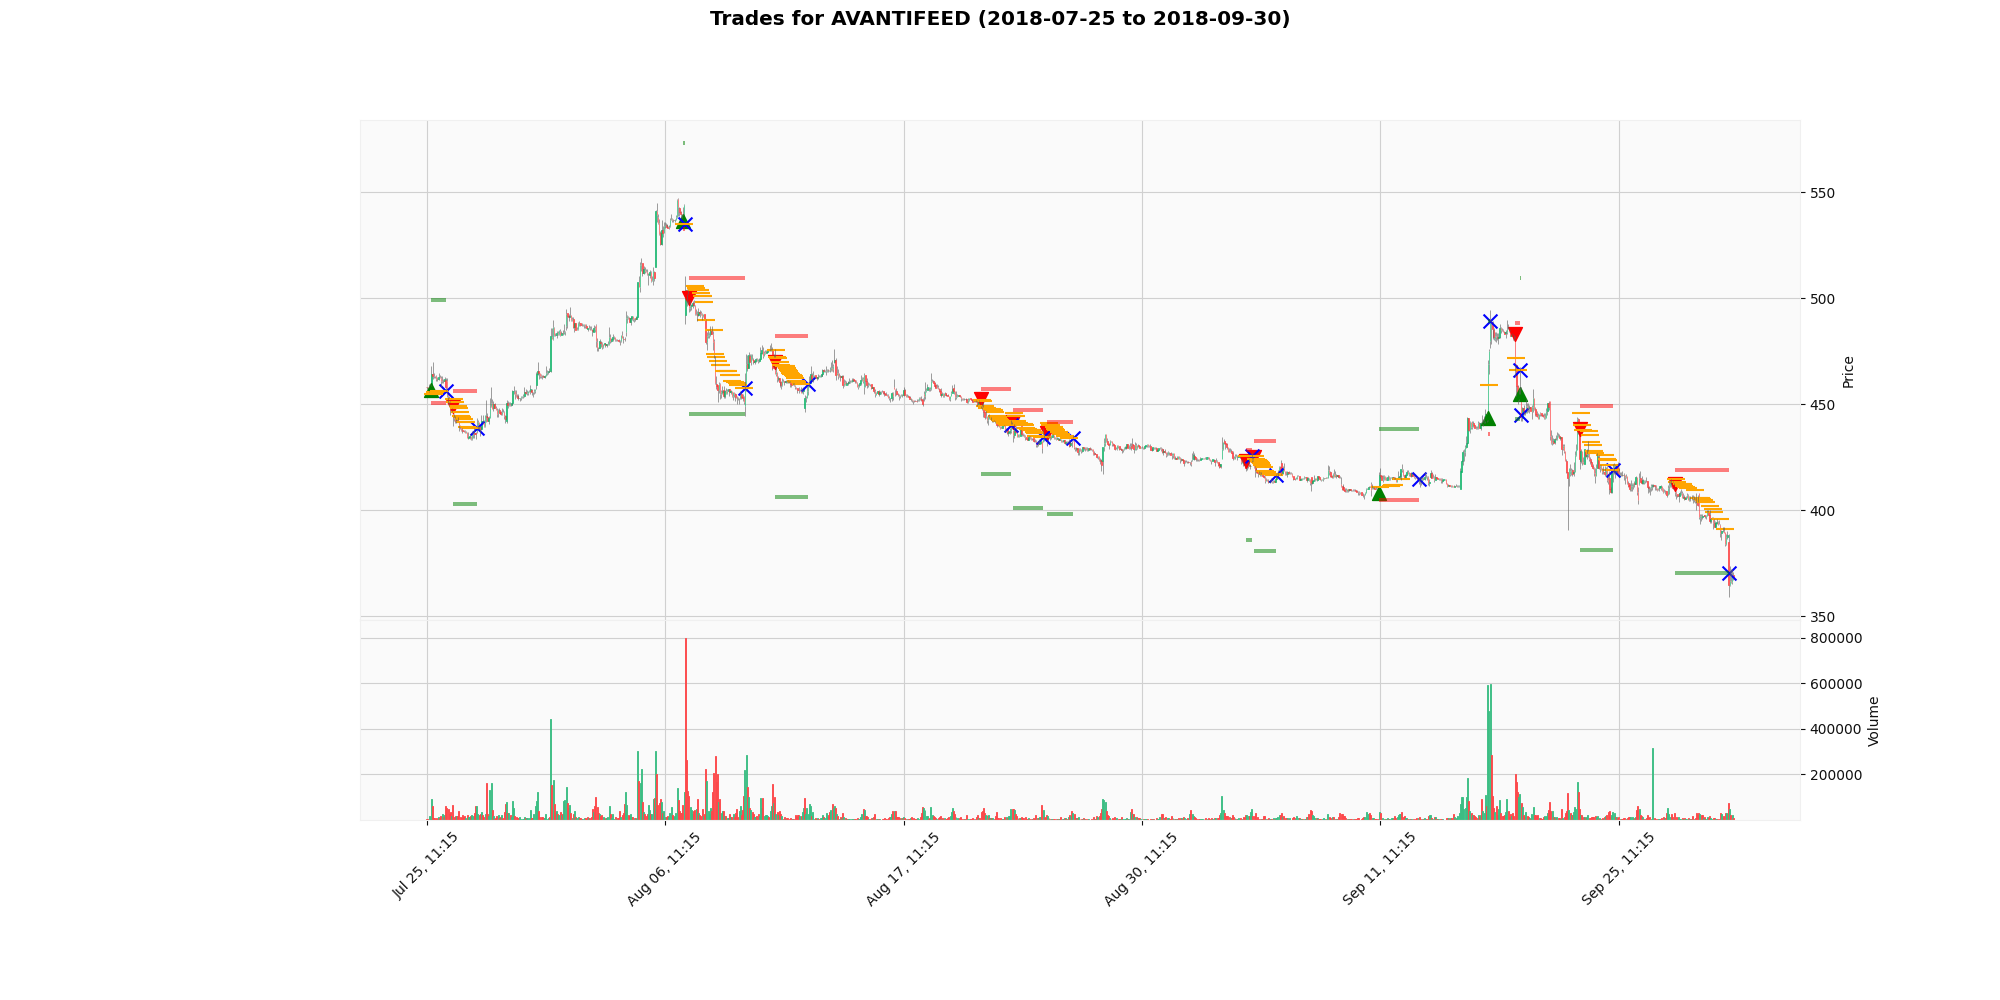 Trades for AVANTIFEED (2018-07-25 to 2018-09-30)
550
500
450
400
350
Price
800000
600000
400000
200000
Volume
Jul 25, 11:15
Aug 06, 11:15
Aug 17, 11:15
Aug 30, 11:15
Sep 11, 11:15
Sep 25, 11:15